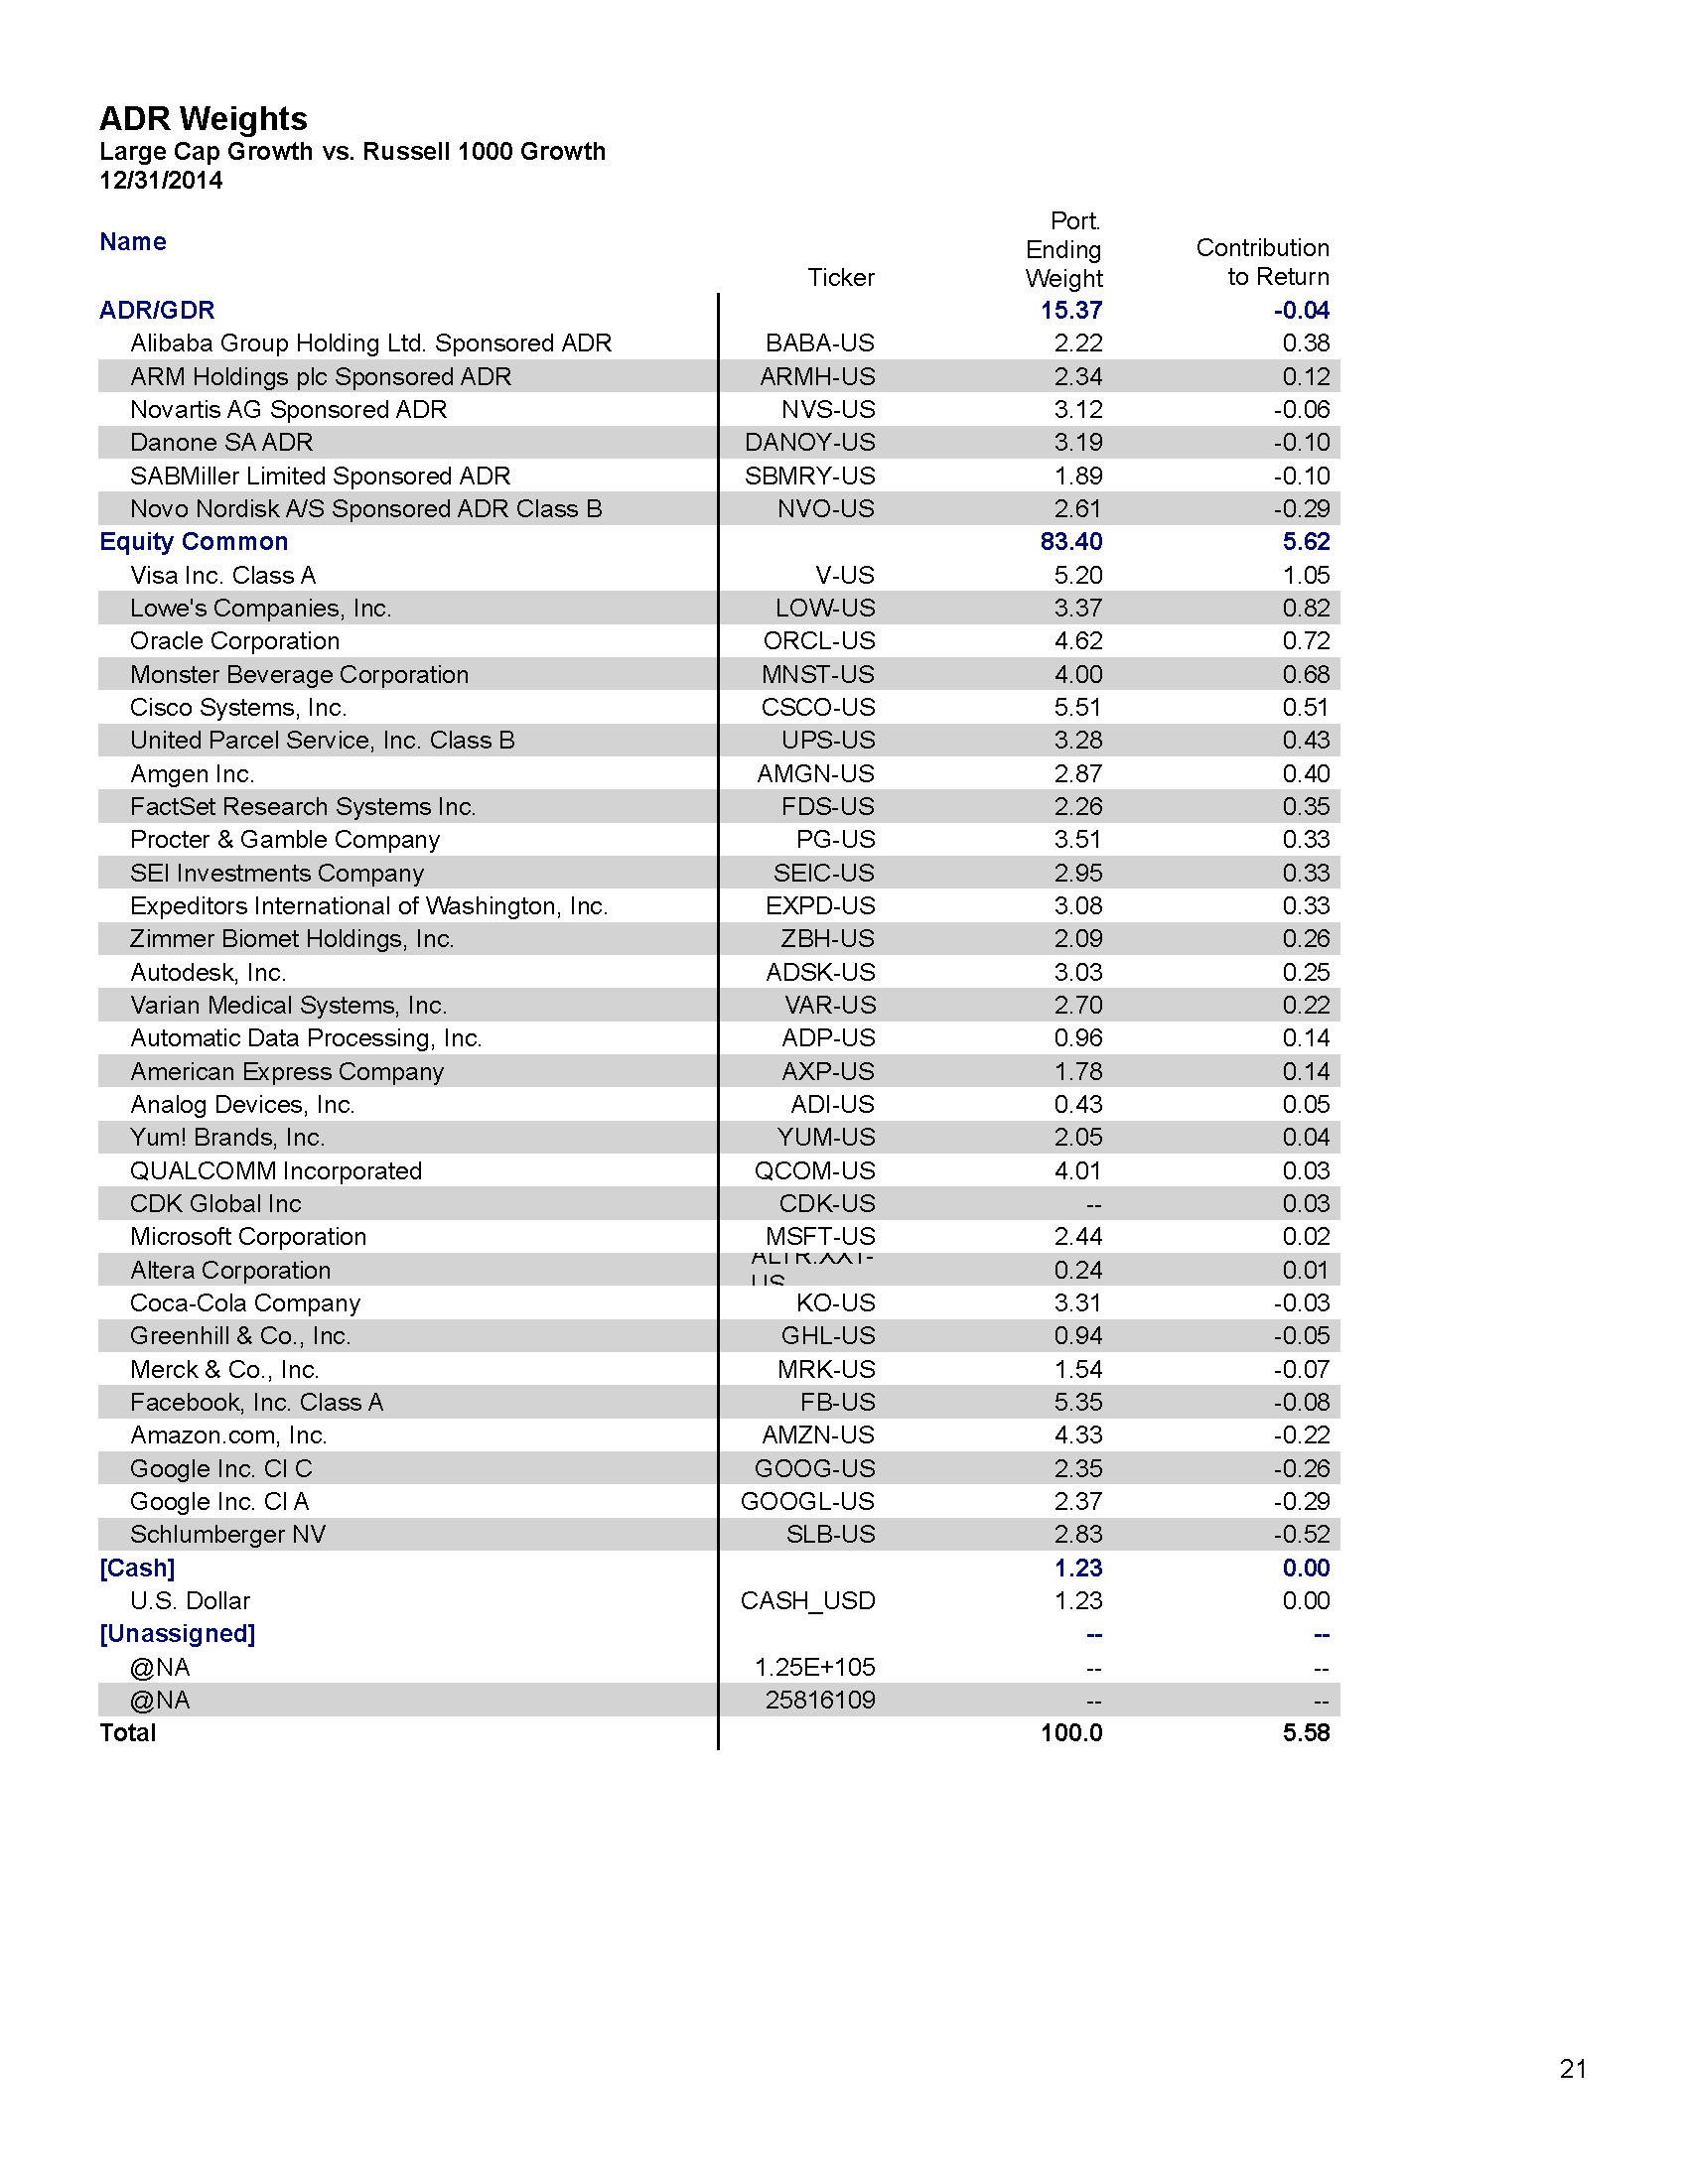 ADR Weights
Large Cap Growth vs. Russell 1000 Growth
12/31/2014
Name Ticker Port. Ending Weight Contribution to Return
ADR/GDR 15.37 -0.04
Alibaba Group Holding Ltd. Sponsored ADR BABA-US 2.22 0.38
ARM Holdings plc Sponsored ADR ARMH-US 2.34 0.12
Novartis AG Sponsored ADR NVS-US 3.12 -0.06
Danone SA ADR DANOY-US 3.19 -0.10
SABMiller Limited Sponsored ADR SBMRY-US 1.89 -0.10
Novo Nordisk A/S Sponsored ADR Class B NVO-US 2.61 -0.29
Equity Common 83.40 5.62
Visa Inc. Class A V-US 5.20 1.05
Lowe's Companies, Inc. LOW-US 3.37 0.82
Oracle Corporation ORCL-US 4.62 0.72
Monster Beverage Corporation MNST-US 4.00 0.68
Cisco Systems, Inc. CSCO-US 5.51 0.51
United Parcel Service, Inc. Class B UPS-US 3.28 0.43
Amgen Inc. AMGN-US 2.87 0.40
FactSet Research Systems Inc. FDS-US 2.26 0.35
Procter & Gamble Company PG-US 3.51 0.33
SEI Investments Company SEIC-US 2.95 0.33
Expeditors International of Washington, Inc. EXPD-US 3.08 0.33
Zimmer Biomet Holdings, Inc. ZBH-US 2.09 0.26
Autodesk, Inc. ADSK-US 3.03 0.25
Varian Medical Systems, Inc. VAR-US 2.70 0.22
Automatic Data Processing, Inc. ADP-US 0.96 0.14
American Express Company AXP-US 1.78 0.14
Analog Devices, Inc. ADI-US 0.43 0.05
Yum! Brands, Inc. YUM-US 2.05 0.04
QUALCOMM Incorporated QCOM-US 4.01 0.03
CDK Global Inc CDK-US -- 0.03
Microsoft Corporation MSFT-US 2.44 0.02
Altera Corporation 0.24 0.01
Coca-Cola Company KO-US 3.31 -0.03
Greenhill & Co., Inc. GHL-US 0.94 -0.05
Merck & Co., Inc. MRK-US 1.54 -0.07
Facebook, Inc. Class A FB-US 5.35 -0.08
Amazon.com, Inc. AMZN-US 4.33 -0.22
Google Inc. Cl C GOOG-US 2.35 -0.26
Google Inc. Cl A GOOGL-US 2.37 -0.29
Schlumberger NV SLB-US 2.83 -0.52
[Cash] 1.23 0.00
U.S. Dollar CASH_USD 1.23 0.00
[Unassigned] -- --
@NA 1.25E+105 -- --
@NA 25816109 -- --
Total 100.0 5.58
21